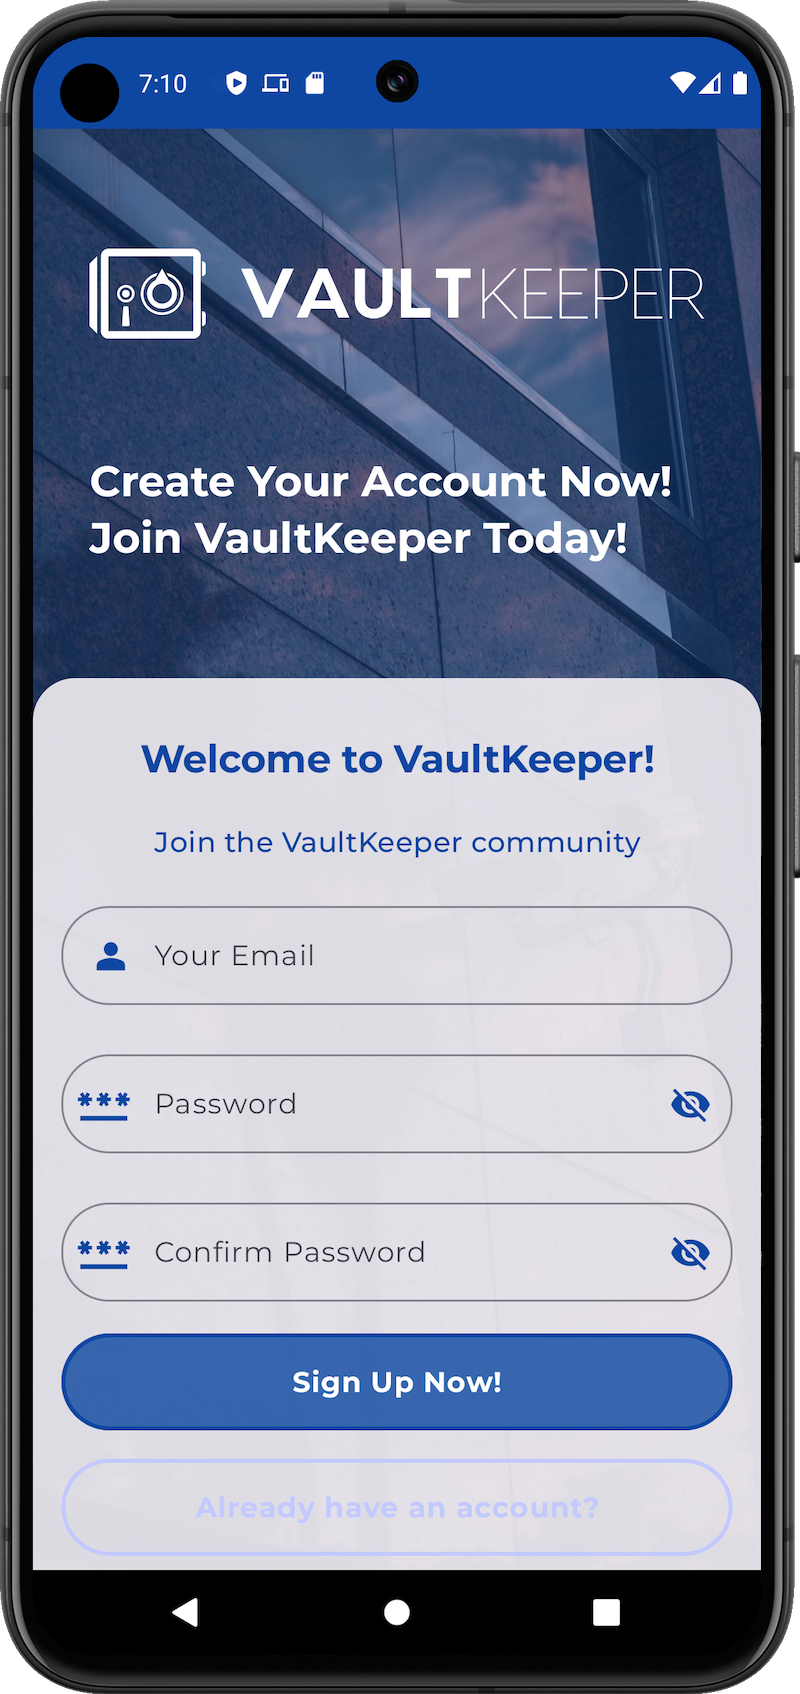 7:10
VAULTKEEPER
Create Your Account Now!
Join VaultKeeper Today!
Welcome to VaultKeeper!
Join the VaultKeeper community
Your Email
*** Password
*** Confirm Password
Sign Up Now!
Already have an account?